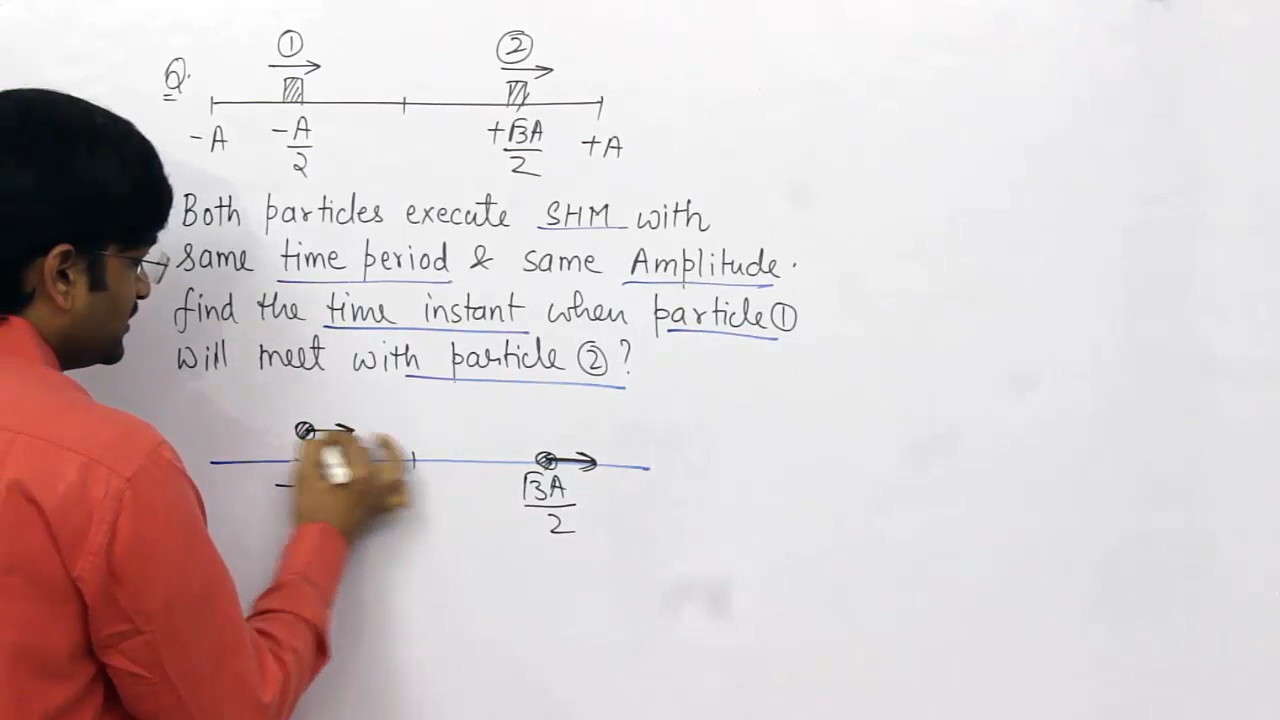 ① ②
Q.
-A -A/2 +√3A/2 +A
Both particles execute SHM with
same time period & same Amplitude.
find the time instant when particle ①
will meet with particle ② ?
-
√3A/2